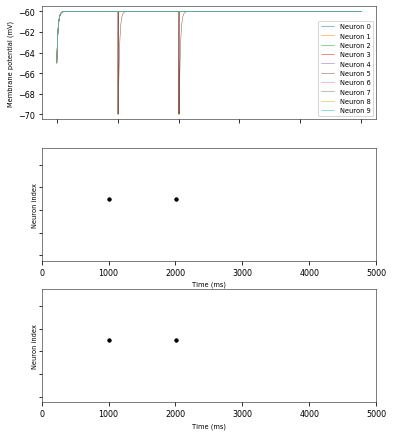 Membrane potential (mV)
−60
−62
−64
−66
−68
−70
Neuron 0
Neuron 1
Neuron 2
Neuron 3
Neuron 4
Neuron 5
Neuron 6
Neuron 7
Neuron 8
Neuron 9
Neuron index
0 1000 2000 3000 4000 5000
Time (ms)
Neuron index
0 1000 2000 3000 4000 5000
Time (ms)